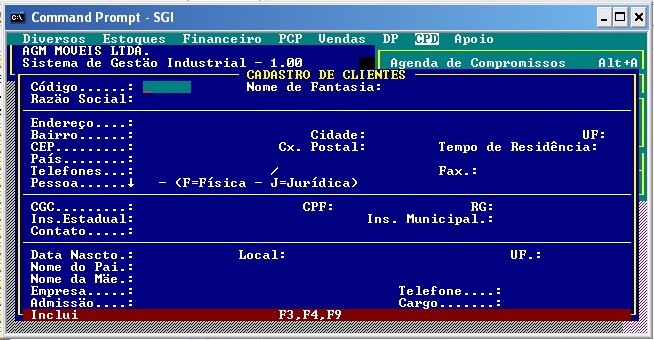 Command Prompt - SGI
Diversos Estoques Financeiro PCP Vendas DP CPD Apoio
AGM MOVEIS LTDA.
Sistema de Gestão Industrial - 1.00
Agenda de Compromissos Alt+A
CADASTRO DE CLIENTES
Código......: Nome de Fantasia:
Razão Social:
Endereço....:
Bairro......: Cidade: UF:
CEP.........: Cx. Postal: Tempo de Residência:
País........:
Telefones...: / Fax.:
Pessoa......↓ - (F=Física - J=Jurídica)
CGC.........: CPF: RG:
Ins.Estadual: Ins. Municipal.:
Contato.....:
Data Nascto.: Local: UF.:
Nome do Pai.:
Nome da Mãe.:
Empresa.....: Telefone....:
Admissão....: Cargo.......:
Inclui F3,F4,F9